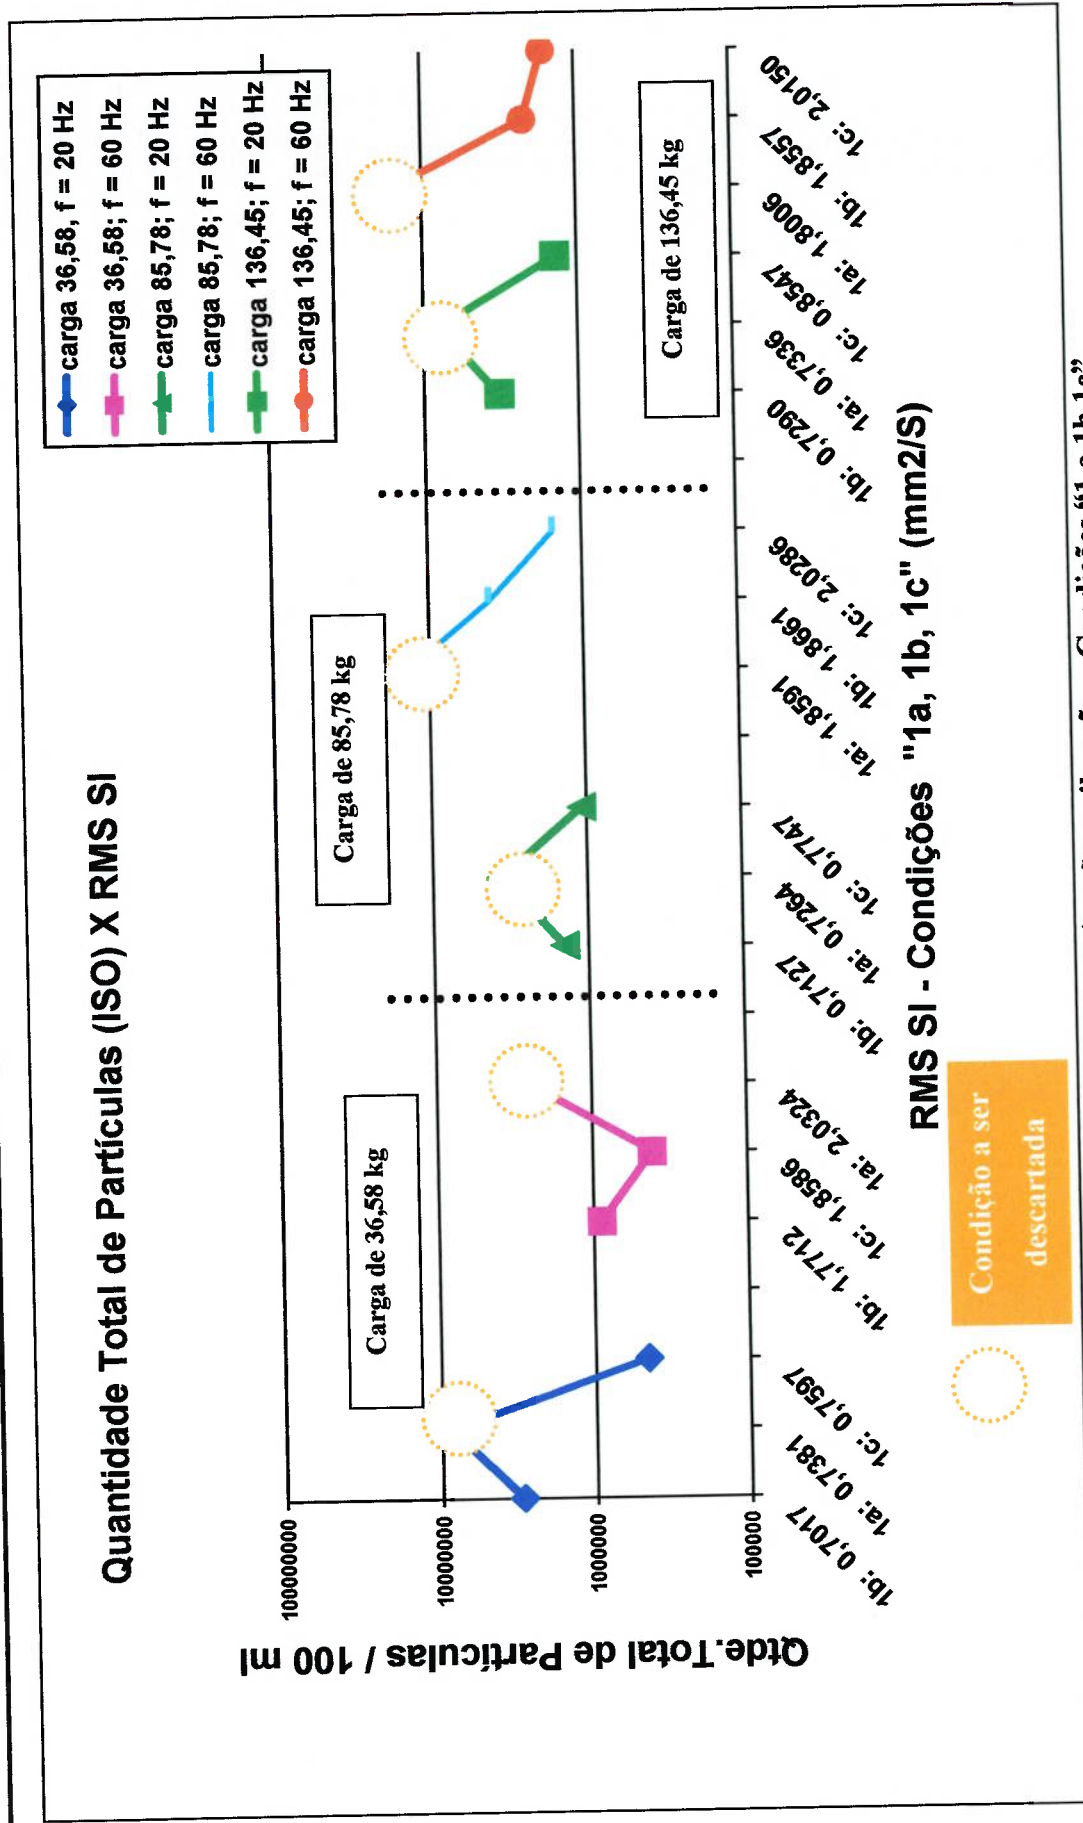 Quantidade Total de Partículas (ISO) X RMS SI
carga 36,58, f = 20 Hz
carga 36,58; f = 60 Hz
carga 85,78; f = 20 Hz
carga 85,78; f = 60 Hz
carga 136,45; f = 20 Hz
carga 136,45; f = 60 Hz
Carga de 36,58 kg
Carga de 85,78 kg
Carga de 136,45 kg
Qtde.Total de Partículas / 100 ml
100000000
10000000
1000000
100000
1b: 0,7017
1a: 0,7381
1c: 0,7597
1b: 1,7712
1c: 1,8586
1a: 2,0324
1b: 0,7127
1a: 0,7264
1c: 0,7747
1a: 1,8591
1b: 1,8661
1c: 2,0286
1b: 0,7290
1a: 0,7336
1c: 0,8547
1a: 1,8006
1b: 1,8557
1c: 2,0150
RMS SI - Condições "1a, 1b, 1c" (mm2/S)
Condição a ser
descartada